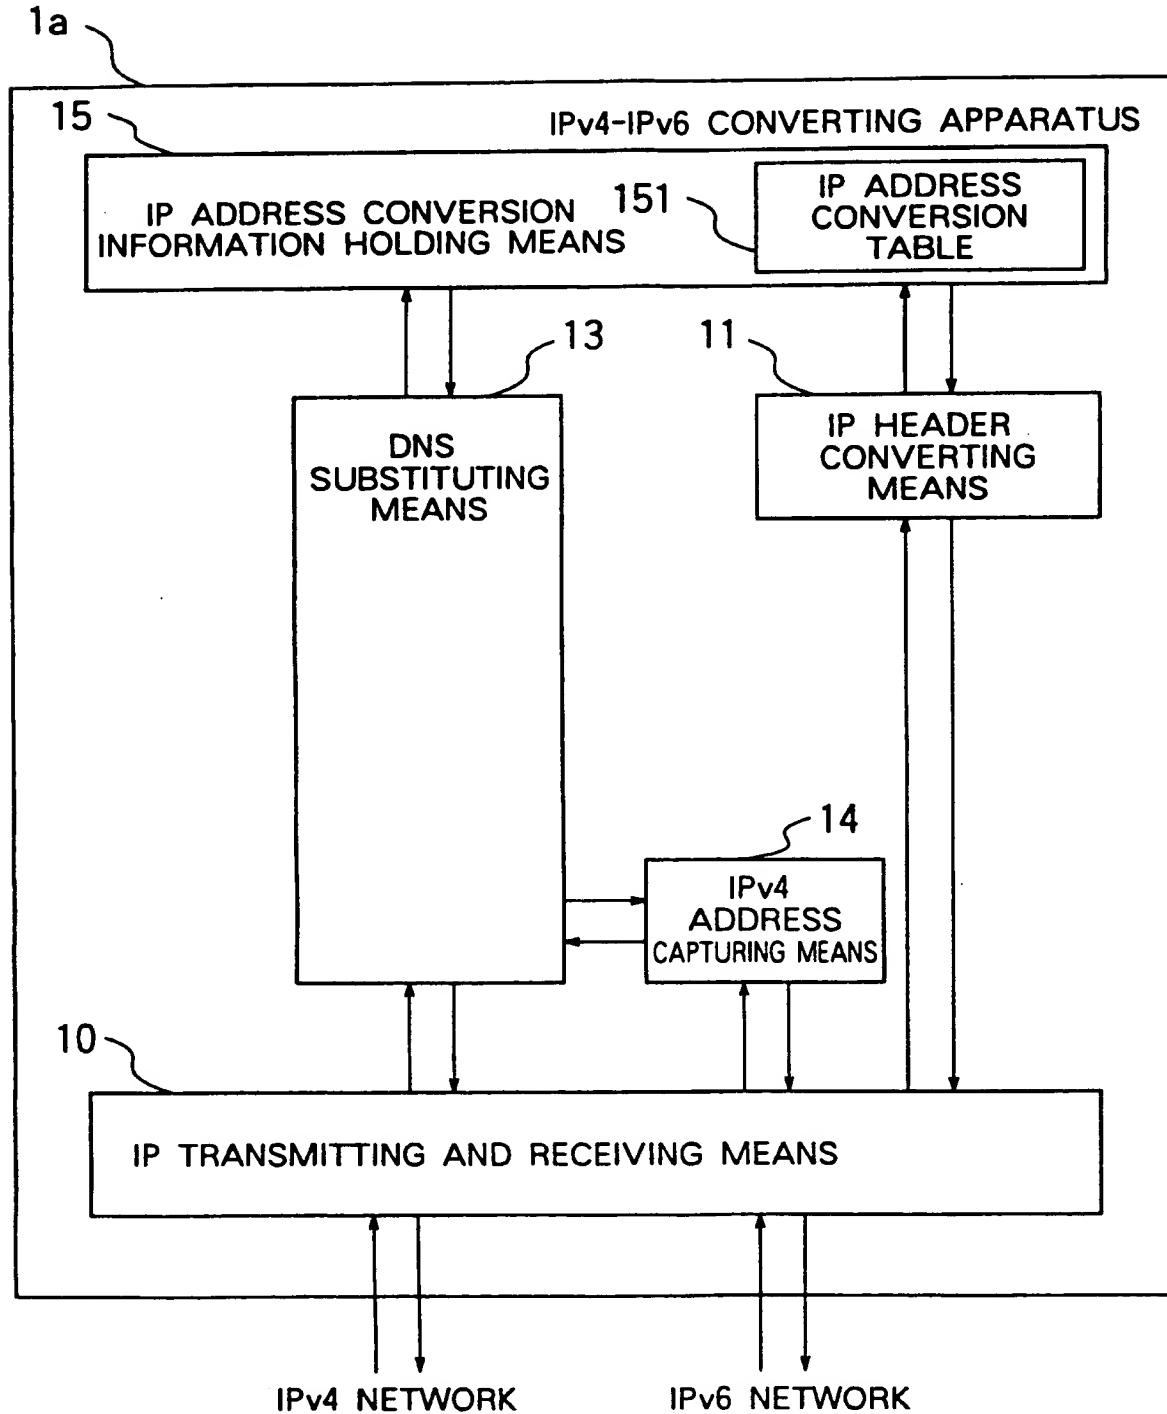 1a
15
IPv4-IPv6 CONVERTING APPARATUS
IP ADDRESS CONVERSION
INFORMATION HOLDING MEANS
151
IP ADDRESS
CONVERSION
TABLE
13
11
DNS
SUBSTITUTING
MEANS
IP HEADER
CONVERTING
MEANS
14
IPv4
ADDRESS
CAPTURING MEANS
10
IP TRANSMITTING AND RECEIVING MEANS
IPv4 NETWORK
IPv6 NETWORK